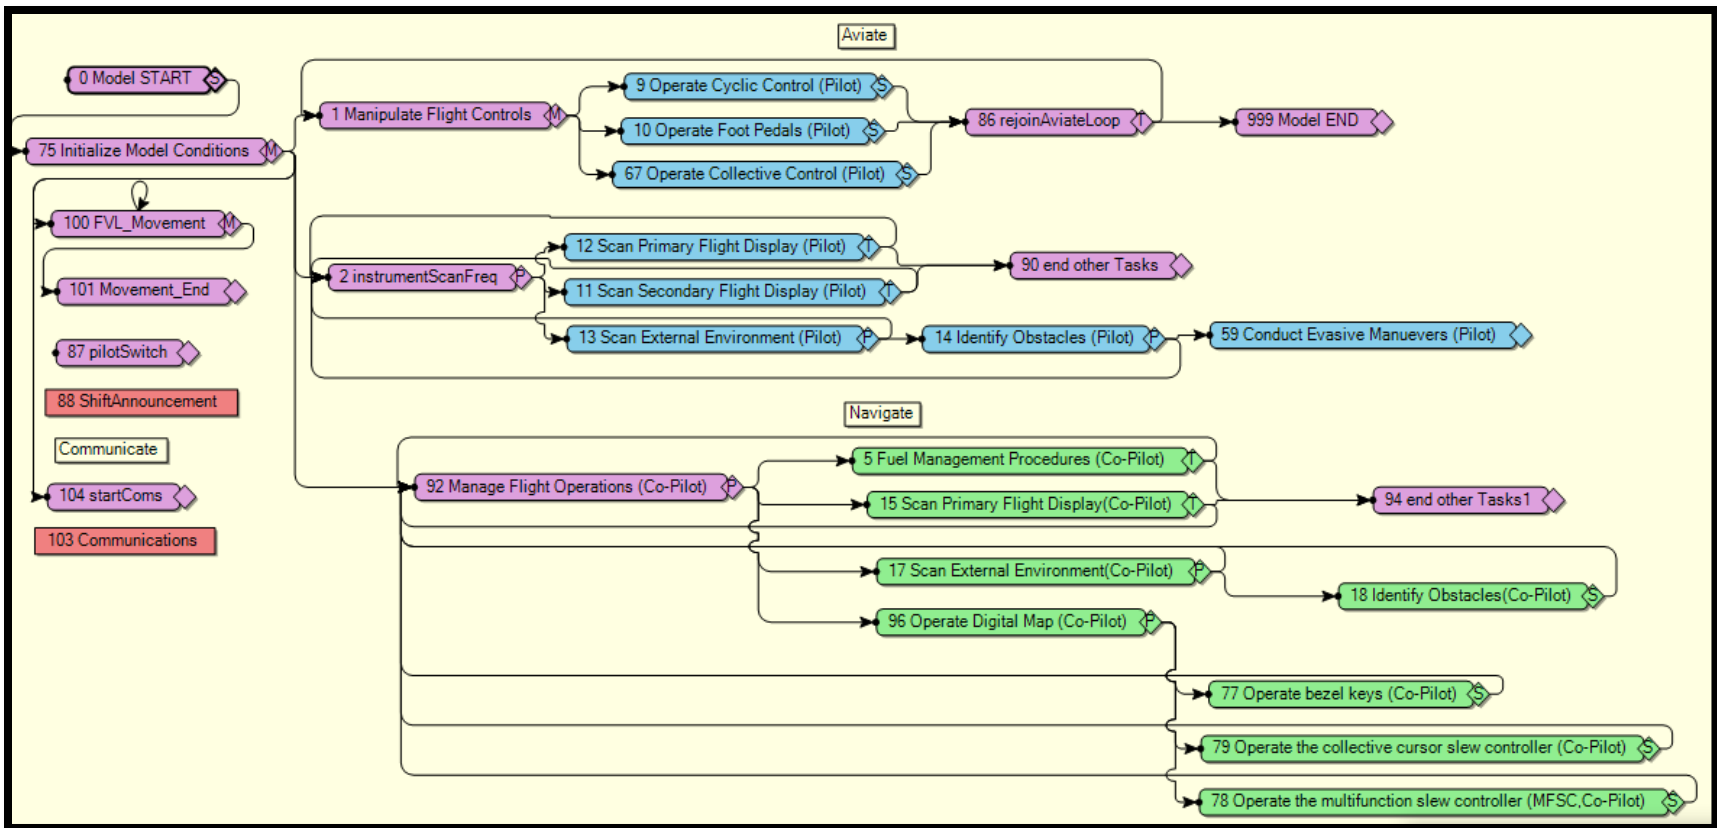 Aviate
0 Model START S
1 Manipulate Flight Controls M
9 Operate Cyclic Control (Pilot) S
10 Operate Foot Pedals (Pilot) S
67 Operate Collective Control (Pilot) S
86 rejoinAviateLoop T
999 Model END
75 Initialize Model Conditions M
100 FVL_Movement M
101 Movement_End
87 pilotSwitch
88 ShiftAnnouncement
Communicate
104 startComs
103 Communications
2 instrumentScanFreq P
12 Scan Primary Flight Display (Pilot) T
11 Scan Secondary Flight Display (Pilot) T
13 Scan External Environment (Pilot) P
90 end other Tasks
14 Identify Obstacles (Pilot) P
59 Conduct Evasive Manuevers (Pilot)
Navigate
92 Manage Flight Operations (Co-Pilot) P
5 Fuel Management Procedures (Co-Pilot) T
15 Scan Primary Flight Display(Co-Pilot) T
94 end other Tasks1
17 Scan External Environment(Co-Pilot) P
18 Identify Obstacles(Co-Pilot) S
96 Operate Digital Map (Co-Pilot) P
77 Operate bezel keys (Co-Pilot) S
79 Operate the collective cursor slew controller (Co-Pilot) S
78 Operate the multifunction slew controller (MFSC,Co-Pilot) S